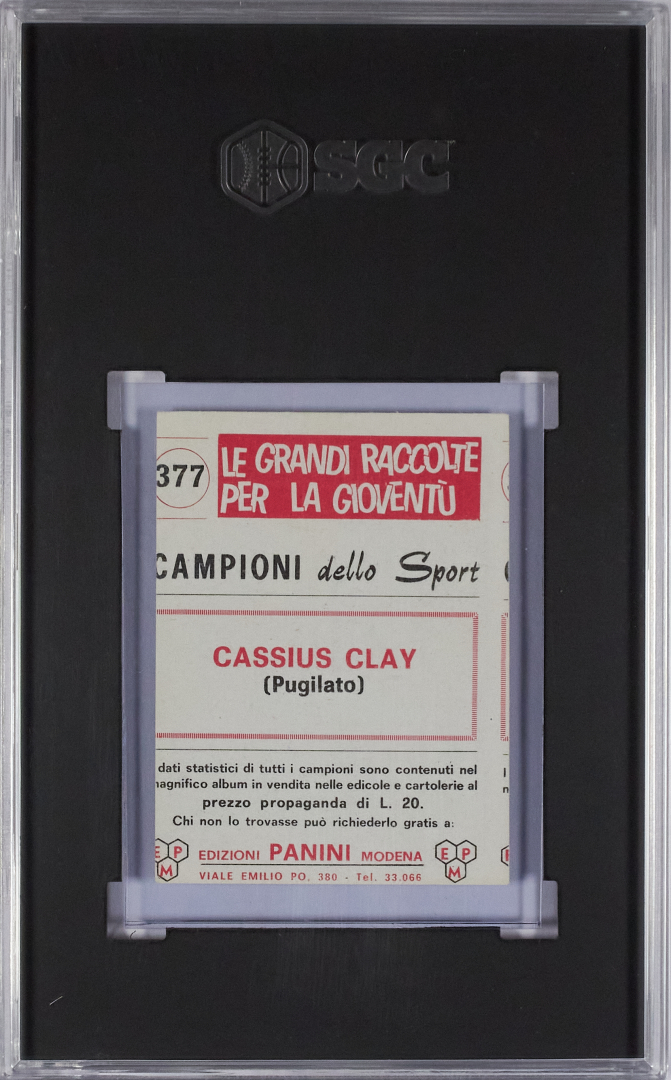 SGC
377
LE GRANDI RACCOLTE
PER LA GIOVENTÙ
CAMPIONI dello Sport
CASSIUS CLAY
(Pugilato)
dati statistici di tutti i campioni sono contenuti nel
agnifico album in vendita nelle edicole e cartolerie al
prezzo propaganda di L. 20.
Chi non lo trovasse può richiederlo gratis a:
EPM EDIZIONI PANINI MODENA EPM
VIALE EMILIO PO, 380 - Tel. 33.066